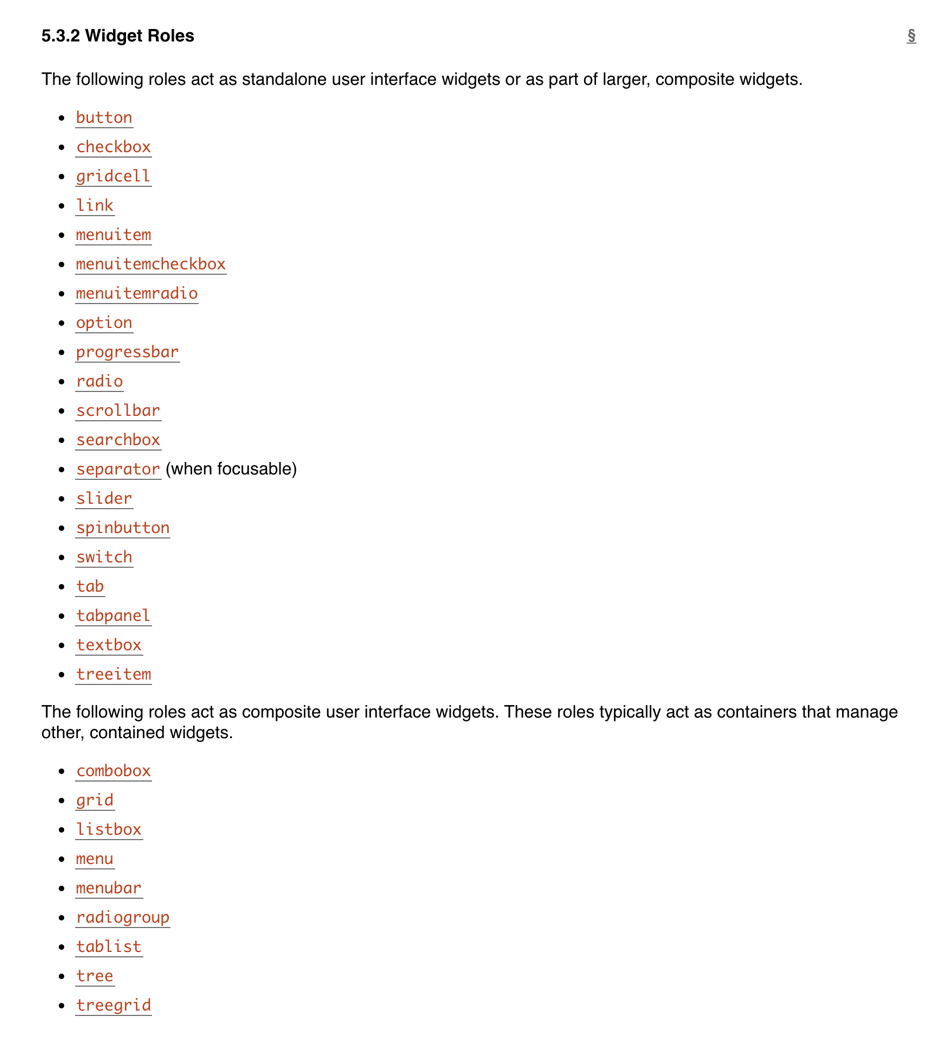 5.3.2 Widget Roles §
The following roles act as standalone user interface widgets or as part of larger, composite widgets.
• button
• checkbox
• gridcell
• link
• menuitem
• menuitemcheckbox
• menuitemradio
• option
• progressbar
• radio
• scrollbar
• searchbox
• separator (when focusable)
• slider
• spinbutton
• switch
• tab
• tabpanel
• textbox
• treeitem
The following roles act as composite user interface widgets. These roles typically act as containers that manage
other, contained widgets.
• combobox
• grid
• listbox
• menu
• menubar
• radiogroup
• tablist
• tree
• treegrid